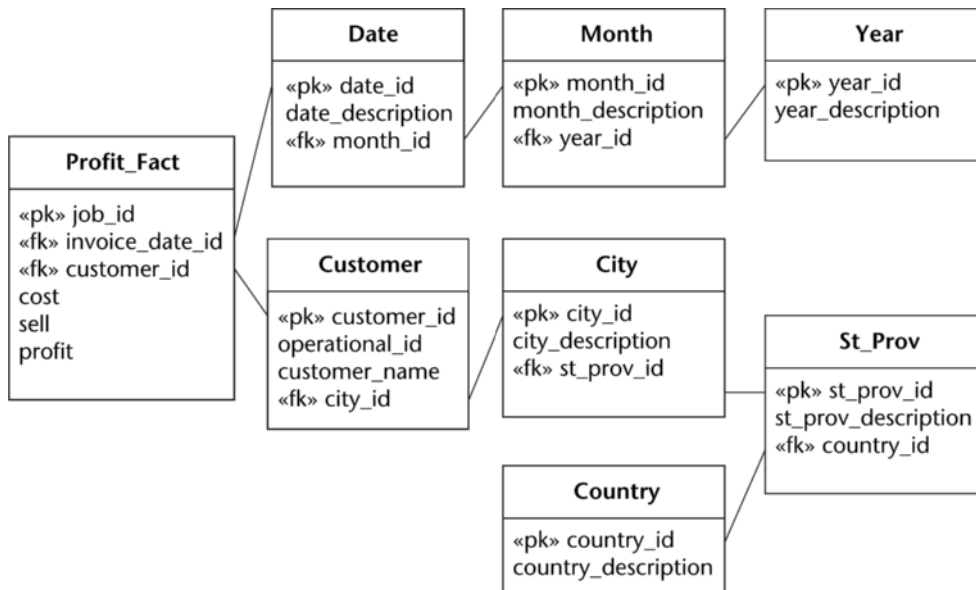 Date
«pk» date_id
date_description
«fk» month_id
Month
«pk» month_id
month_description
«fk» year_id
Year
«pk» year_id
year_description
Profit_Fact
«pk» job_id
«fk» invoice_date_id
«fk» customer_id
cost
sell
profit
Customer
«pk» customer_id
operational_id
customer_name
«fk» city_id
City
«pk» city_id
city_description
«fk» st_prov_id
St_Prov
«pk» st_prov_id
st_prov_description
«fk» country_id
Country
«pk» country_id
country_description